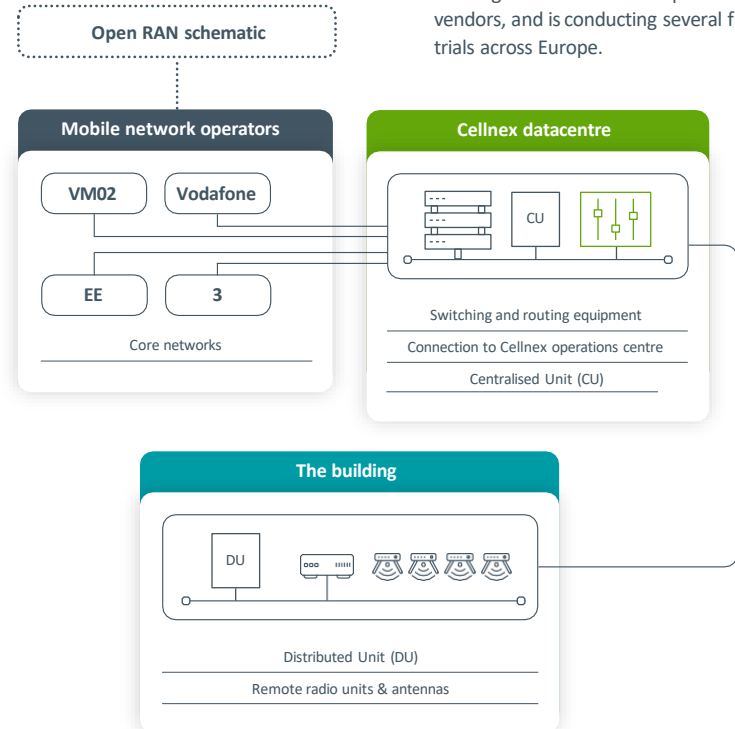 vendors, and is conducting several f
trials across Europe.
Open RAN schematic
Mobile network operators
VM02
Vodafone
EE
3
Core networks
Cellnex datacentre
CU
Switching and routing equipment
Connection to Cellnex operations centre
Centralised Unit (CU)
The building
DU
Distributed Unit (DU)
Remote radio units & antennas